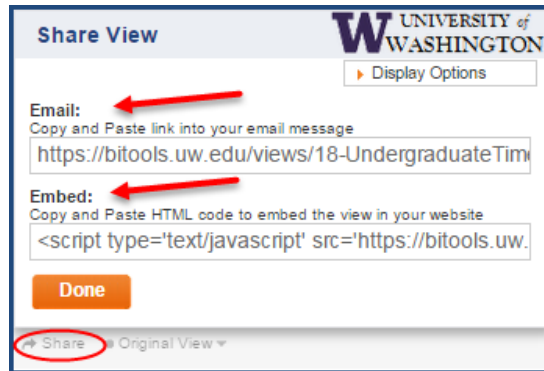 Share View
UNIVERSITY of
WASHINGTON
Display Options
Email:
Copy and Paste link into your email message
https://bitools.uw.edu/views/18-UndergraduateTim
Embed:
Copy and Paste HTML code to embed the view in your website
<script type='text/javascript' src='https://bitools.uw.
Done
Share Original View